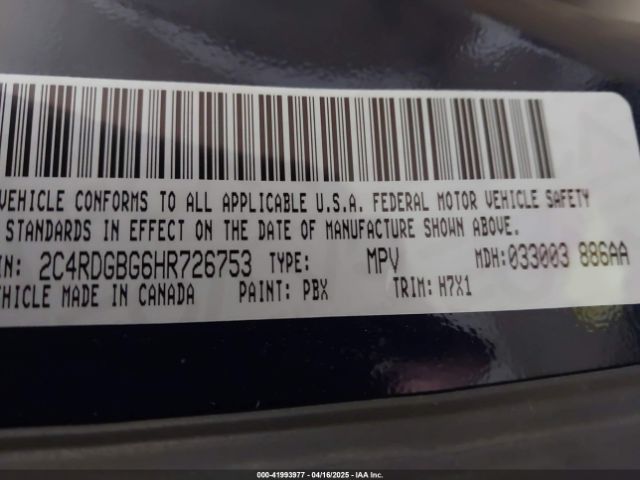 VEHICLE CONFORMS TO ALL APPLICABLE U.S.A. FEDERAL MOTOR VEHICLE SAFETY
STANDARDS IN EFFECT ON THE DATE OF MANUFACTURE SHOWN ABOVE.
IN: 2C4RDGBG6HR726753 TYPE: MPV MDH:033003 886AA
EHICLE MADE IN CANADA PAINT: PBX TRIM: H7X1
000-41993977 - 04/16/2025 - IAA Inc.